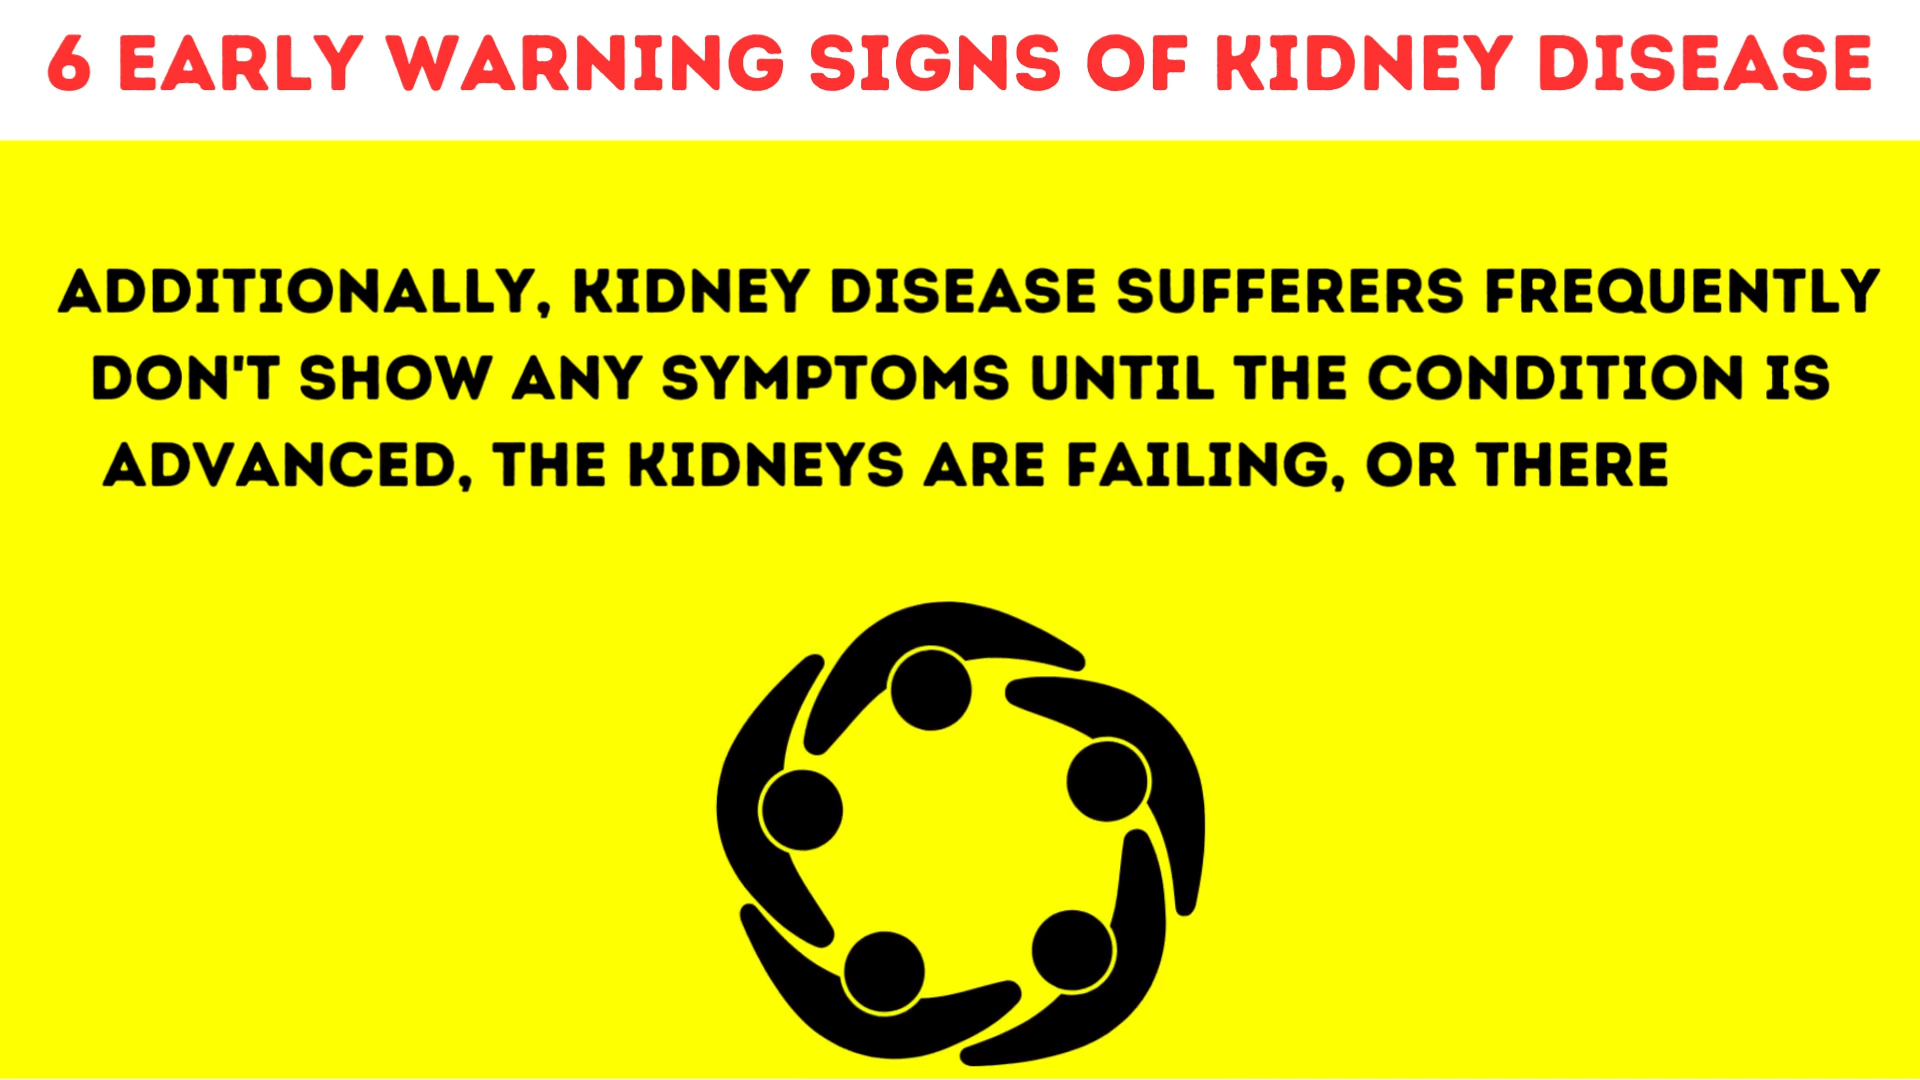 6 EARLY WARNING SIGNS OF KIDNEY DISEASE
ADDITIONALLY, KIDNEY DISEASE SUFFERERS FREQUENTLY
DON'T SHOW ANY SYMPTOMS UNTIL THE CONDITION IS
ADVANCED, THE KIDNEYS ARE FAILING, OR THERE